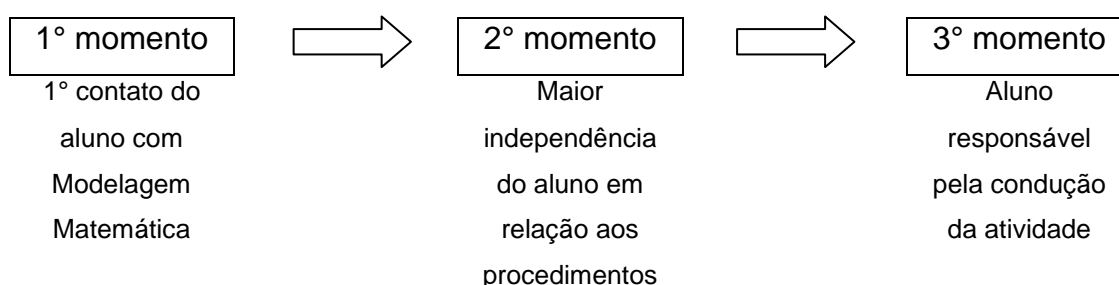 1° momento
1° contato do
aluno com
Modelagem
Matemática
2° momento
Maior
independência
do aluno em
relação aos
procedimentos
3° momento
Aluno
responsável
pela condução
da atividade